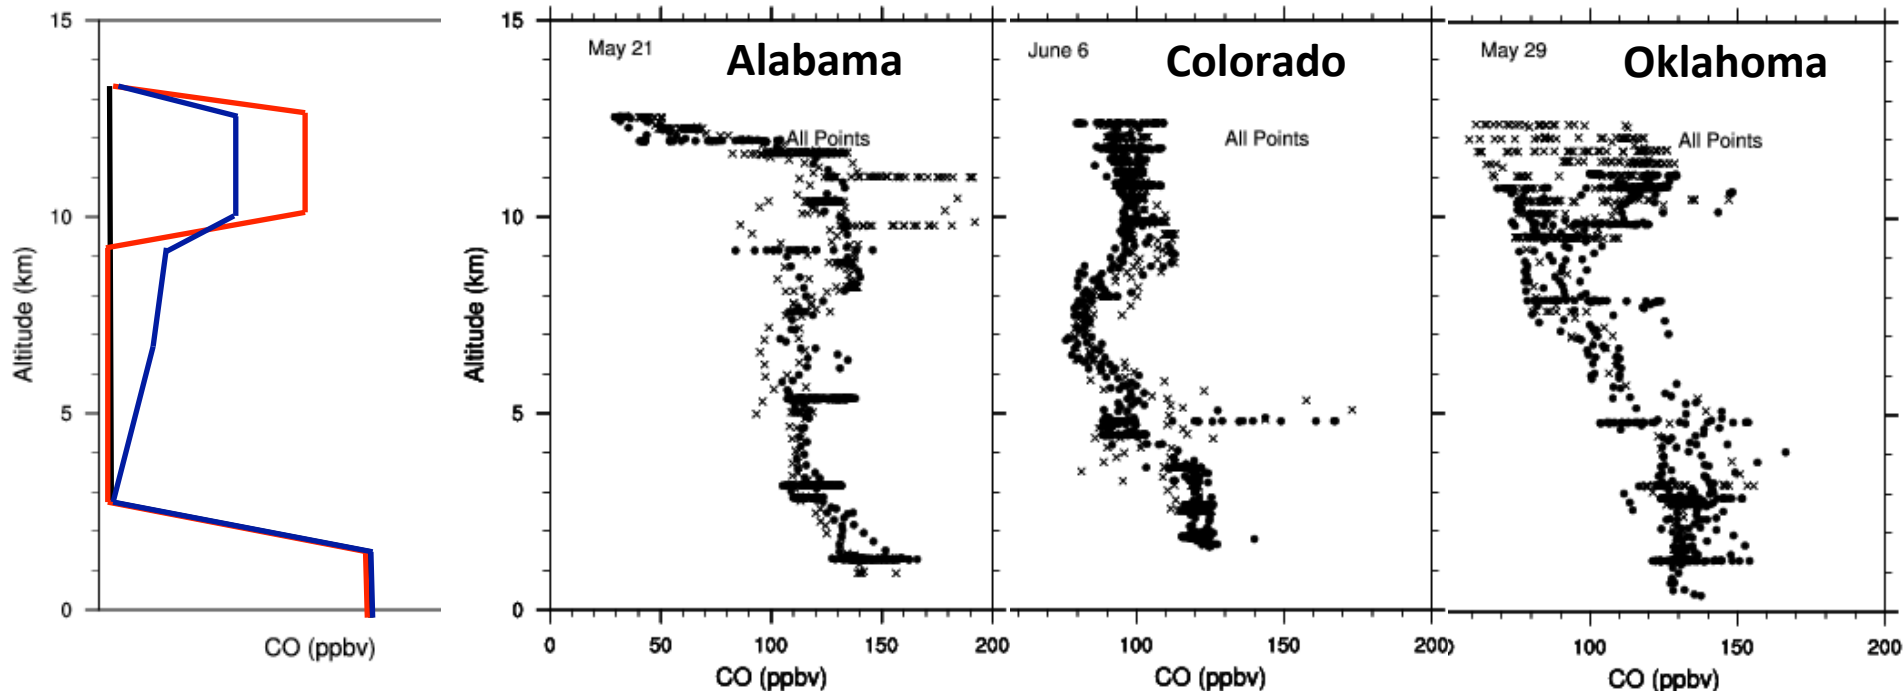 15
10
5
0
Altitude (km)
CO (ppbv)
15
10
5
0
Altitude (km)
May 21
Alabama
All Points
0
50
100
150
200
CO (ppbv)
June 6
Colorado
All Points
100
150
200
CO (ppbv)
May 29
Oklahoma
All Points
100
150
200
CO (ppbv)